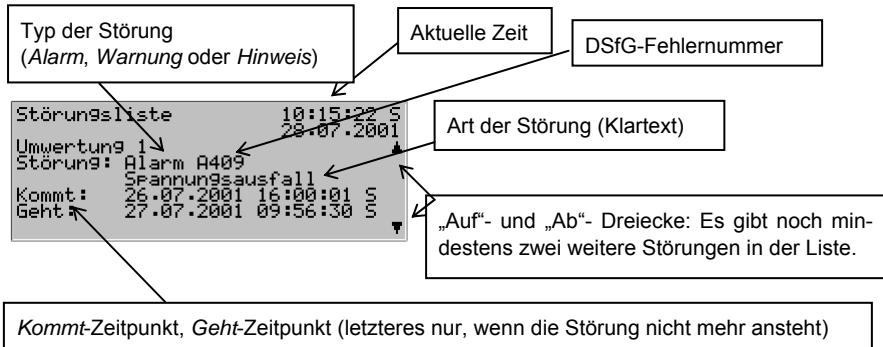 Typ der Störung
(Alarm, Warnung oder Hinweis)
Aktuelle Zeit
DSfG-Fehlernummer
Störungsliste 10:15:22 S
28.07.2001
Umwertung 1
Störung: Alarm A409
Spannungsausfall
Kommt: 26.07.2001 16:00:01 S
Geht: 27.07.2001 09:56:30 S
Art der Störung (Klartext)
„Auf“- und „Ab“- Dreiecke: Es gibt noch min-
destens zwei weitere Störungen in der Liste.
Kommt-Zeitpunkt, Geht-Zeitpunkt (letzteres nur, wenn die Störung nicht mehr ansteht)